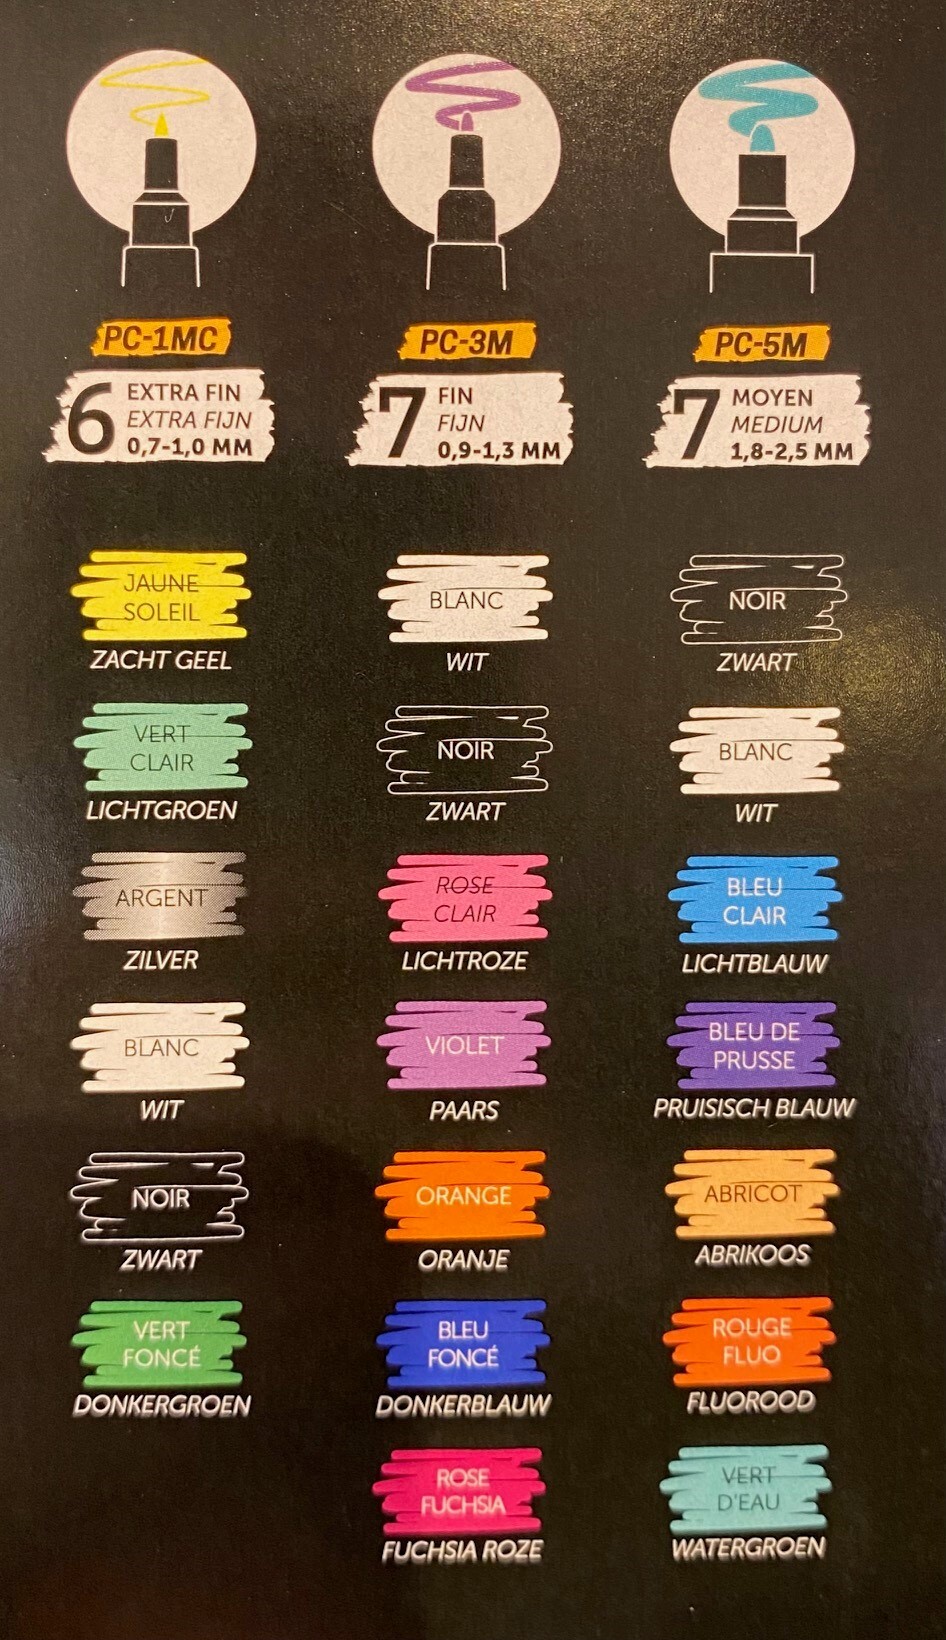 PC-1MC
6
EXTRA FIN
EXTRA FIJN
0,7-1,0 MM
JAUNE
SOLEIL
ZACHT GEEL
VERT
CLAIR
LICHTGROEN
ARGENT
ZILVER
BLANC
WIT
NOIR
ZWART
VERT
FONCÉ
DONKERGROEN
PC-3M
7
FIN
FIJN
0,9-1,3 MM
BLANC
WIT
NOIR
ZWART
ROSE
CLAIR
LICHTROZE
VIOLET
PAARS
ORANGE
ORANJE
BLEU
FONCÉ
DONKERBLAUW
ROSE
FUCHSIA
FUCHSIA ROZE
PC-5M
7
MOYEN
MEDIUM
1,8-2,5 MM
NOIR
ZWART
BLANC
WIT
BLEU
CLAIR
LICHTBLAUW
BLEU DE
PRUSSE
PRUISISCH BLAUW
ABRICOT
ABRIKOOS
ROUGE
FLUO
FLUOROOD
VERT
D'EAU
WATERGROEN